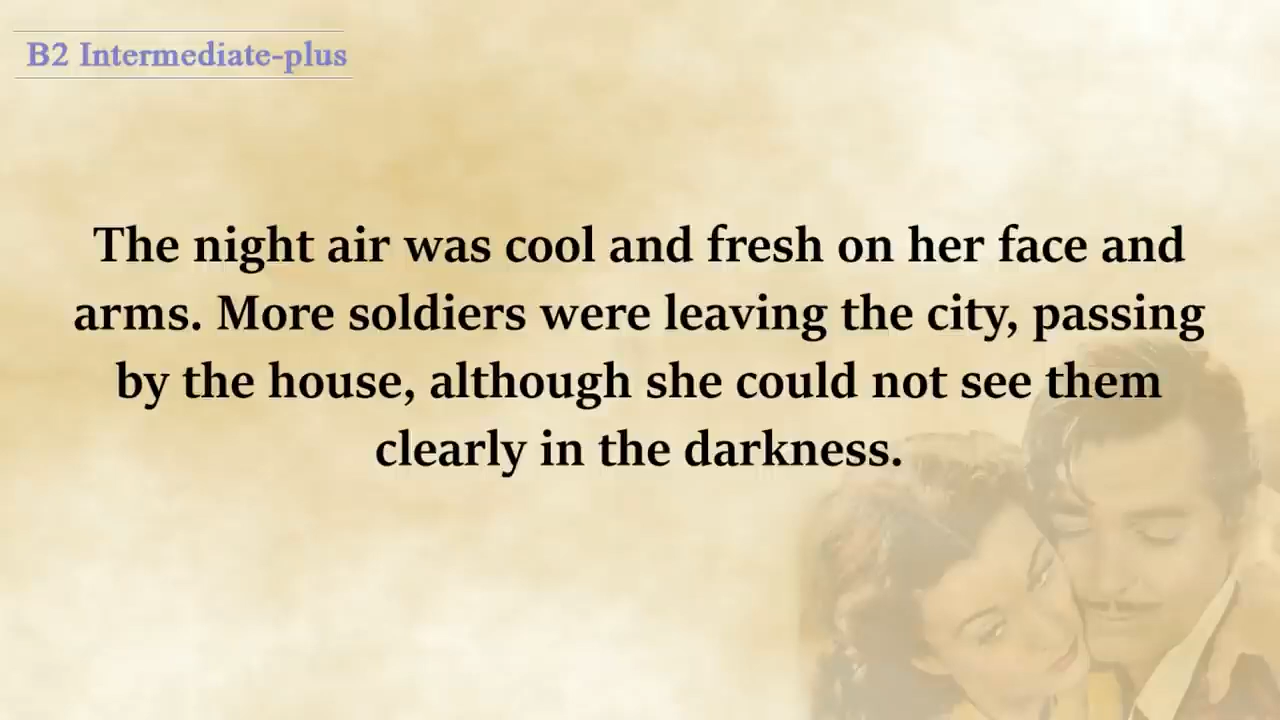 B2 Intermediate-plus
The night air was cool and fresh on her face and
arms. More soldiers were leaving the city, passing
by the house, although she could not see them
clearly in the darkness.